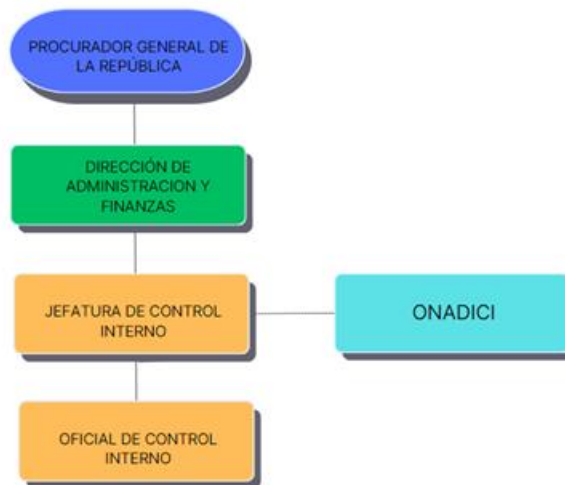 PROCURADOR GENERAL DE
LA REPÚBLICA
DIRECCIÓN DE
ADMINISTRACION Y
FINANZAS
JEFATURA DE CONTROL
INTERNO
ONADICI
OFICIAL DE CONTROL
INTERNO